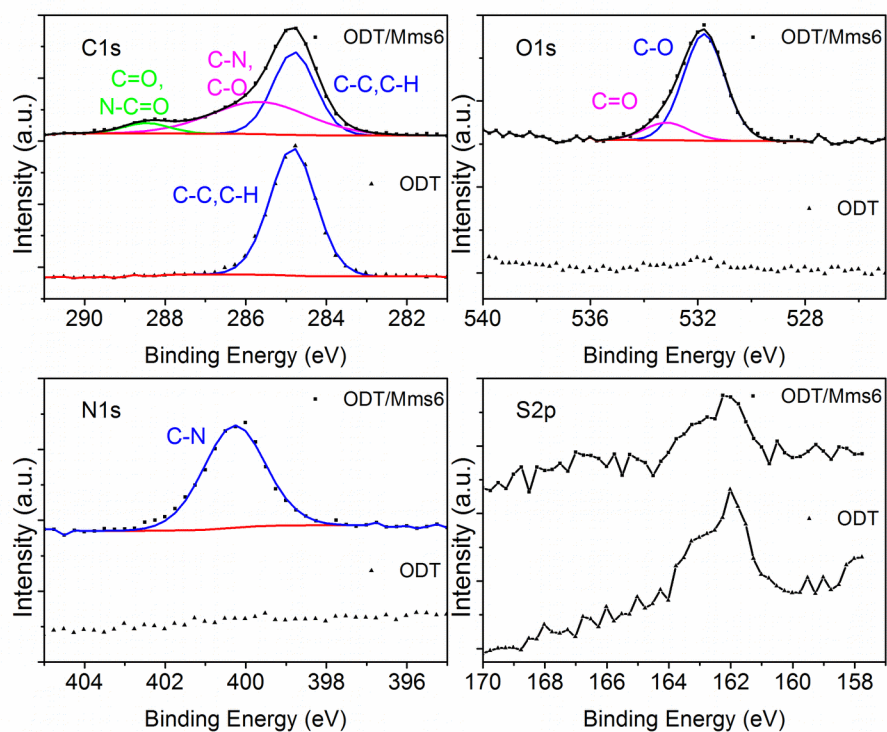 C1s
ODT/Mms6
C=O,
N-C=O
C-N,
C-O
C-C,C-H
C-C,C-H
ODT
Intensity (a.u.)
290 288 286 284 282
Binding Energy (eV)
O1s
ODT/Mms6
C-O
C=O
ODT
Intensity (a.u.)
540 536 532 528
Binding Energy (eV)
N1s
ODT/Mms6
C-N
ODT
Intensity (a.u.)
404 402 400 398 396
Binding Energy (eV)
S2p
ODT/Mms6
ODT
Intensity (a.u.)
170 168 166 164 162 160 158
Binding Energy (eV)